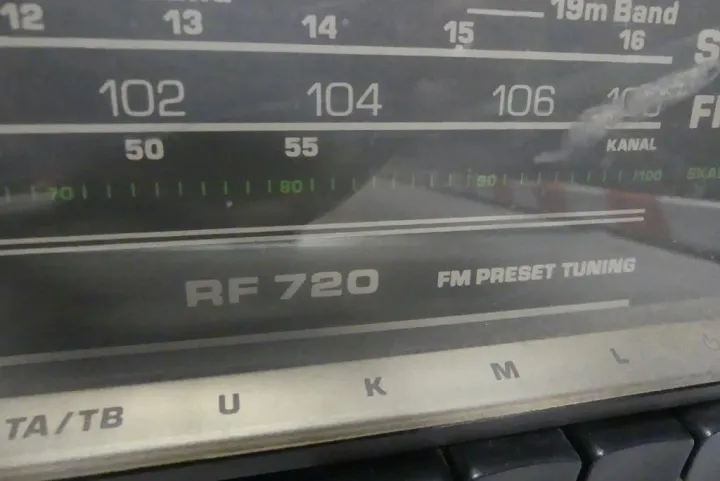 19m Band
12 13 14 15 16
102 104 106 108
50 55 KANAL
70 80 90 100
RF 720 FM PRESET TUNING
TA/TB U K M L